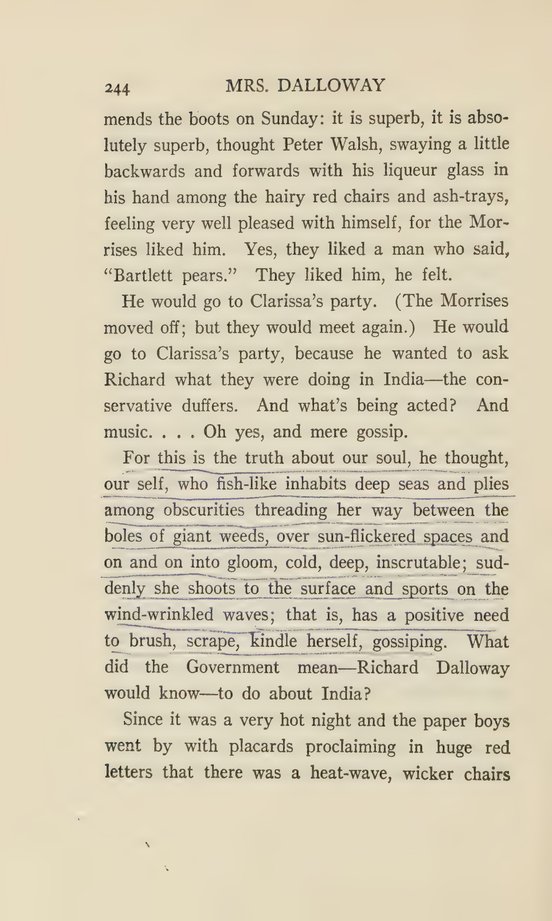 244 MRS. DALLOWAY
mends the boots on Sunday: it is superb, it is abso-
lutely superb, thought Peter Walsh, swaying a little
backwards and forwards with his liqueur glass in
his hand among the hairy red chairs and ash-trays,
feeling very well pleased with himself, for the Mor-
rises liked him. Yes, they liked a man who said,
"Bartlett pears." They liked him, he felt.
He would go to Clarissa's party. (The Morrises
moved off; but they would meet again.) He would
go to Clarissa's party, because he wanted to ask
Richard what they were doing in India—the con-
servative duffers. And what's being acted? And
music. . . . Oh yes, and mere gossip.
For this is the truth about our soul, he thought,
our self, who fish-like inhabits deep seas and plies
among obscurities threading her way between the
boles of giant weeds, over sun-flickered spaces and
on and on into gloom, cold, deep, inscrutable; sud-
denly she shoots to the surface and sports on the
wind-wrinkled waves; that is, has a positive need
to brush, scrape, kindle herself, gossiping. What
did the Government mean—Richard Dalloway
would know—to do about India?
Since it was a very hot night and the paper boys
went by with placards proclaiming in huge red
letters that there was a heat-wave, wicker chairs